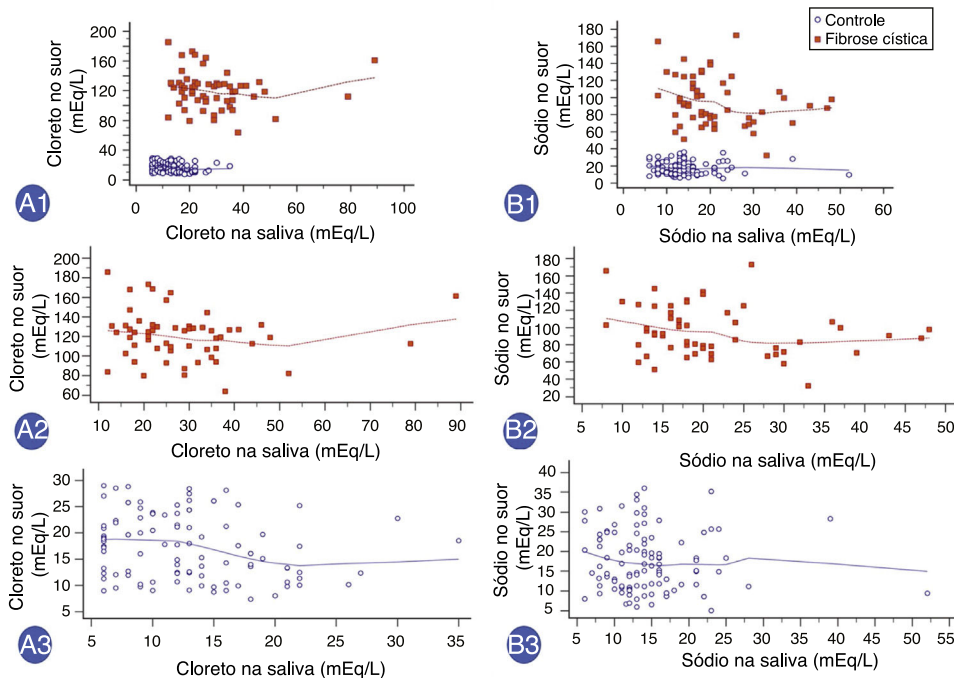 Controle
Fibrose cística
200
160
120
80
40
0
Cloreto no suor
(mEq/L)
0 20 40 60 80 100
Cloreto na saliva (mEq/L)
A1
180
160
140
120
100
80
60
40
20
0
Sódio no suor
(mEq/L)
0 10 20 30 40 50 60
Sódio na saliva (mEq/L)
B1
200
180
160
140
120
100
80
60
Cloreto no suor
(mEq/L)
10 20 30 40 50 60 70 80 90
Cloreto na saliva (mEq/L)
A2
180
160
140
120
100
80
60
40
20
Sódio no suor
(mEq/L)
5 10 15 20 25 30 35 40 45 50
Sódio na saliva (mEq/L)
B2
30
25
20
15
10
5
Cloreto no suor
(mEq/L)
5 10 15 20 25 30 35
Cloreto na saliva (mEq/L)
A3
40
35
30
25
20
15
10
5
Sódio no suor
(mEq/L)
5 10 15 20 25 30 35 40 45 50 55
Sódio na saliva (mEq/L)
B3